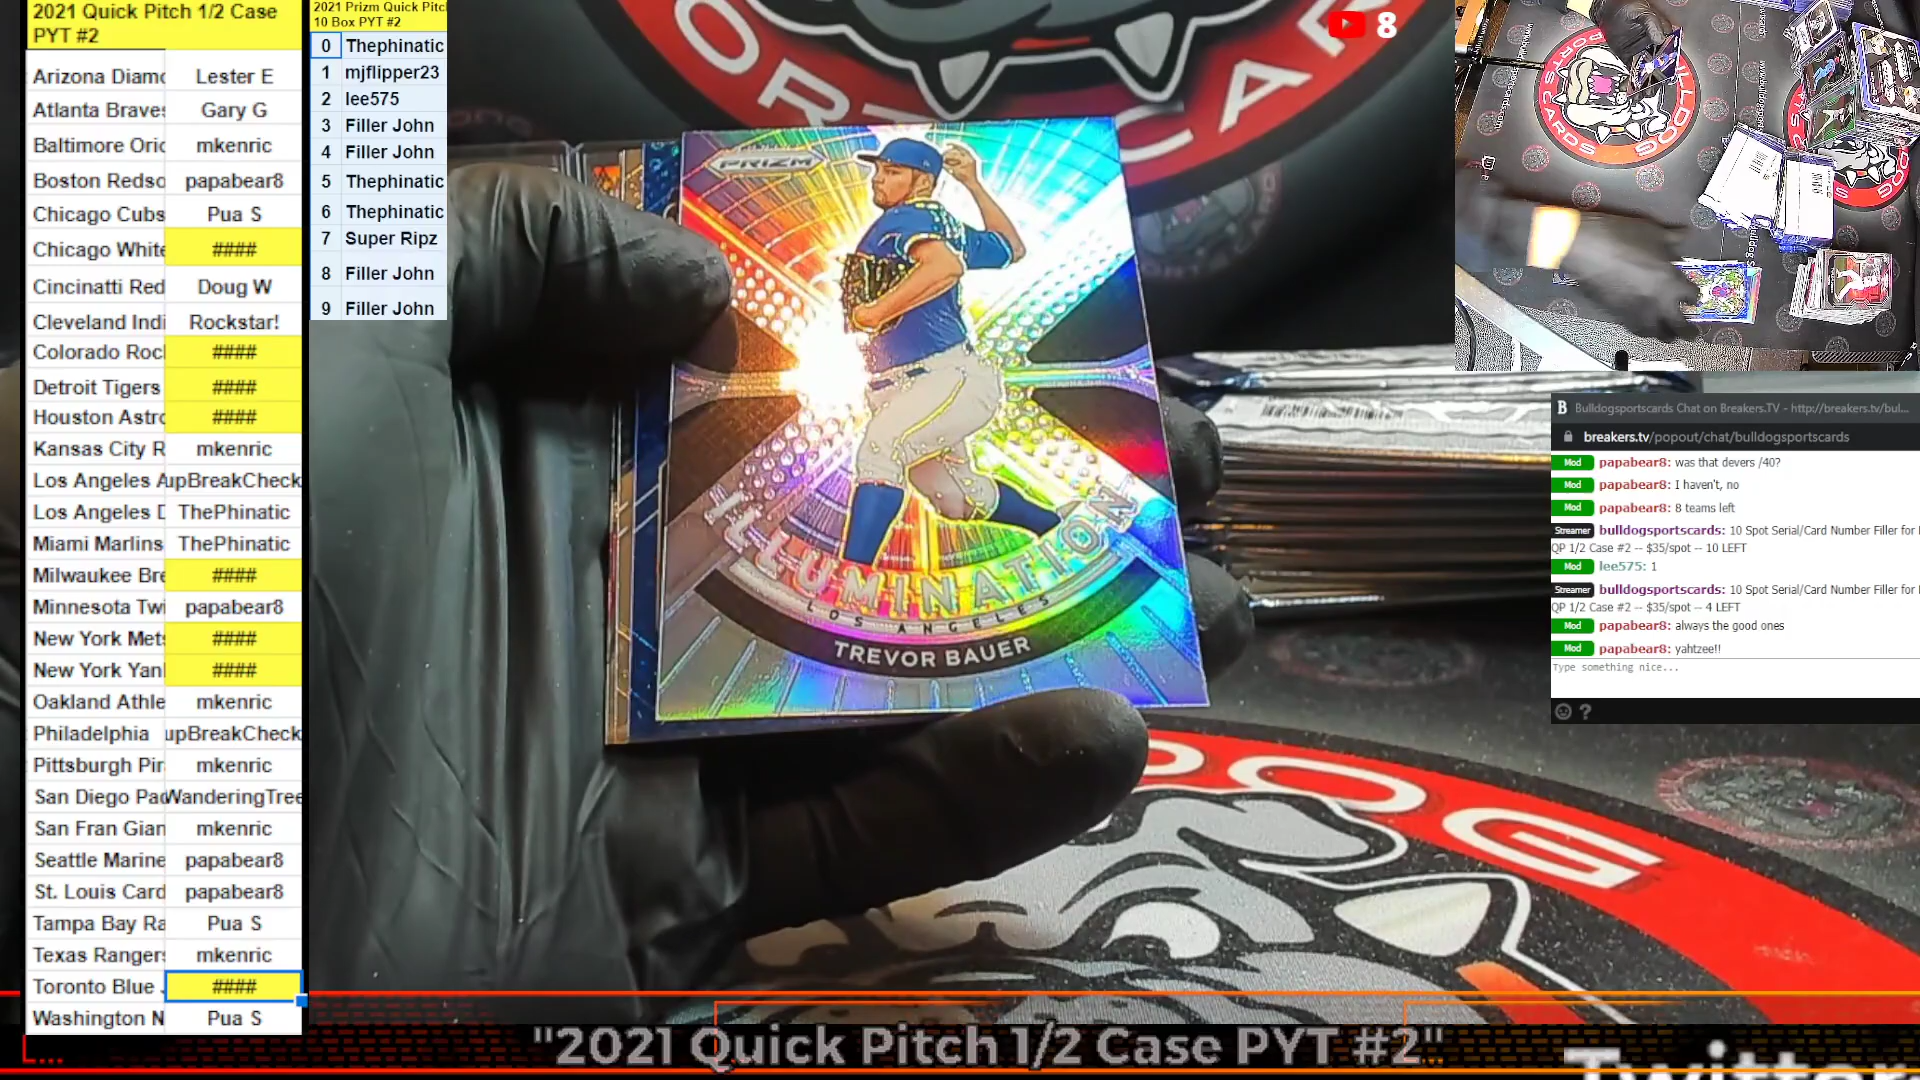 2021 Quick Pitch 1/2 Case
PYT #2
Arizona Diamo Lester E
Atlanta Braves Gary G
Baltimore Orio mkenric
Boston Redso papabear8
Chicago Cubs Pua S
Chicago White ####
Cincinatti Red Doug W
Cleveland Indi Rockstar!
Colorado Roc ####
Detroit Tigers ####
Houston Astro ####
Kansas City R mkenric
Los Angeles A upBreakCheck
Los Angeles D ThePhinatic
Miami Marlins ThePhinatic
Milwaukee Bre ####
Minnesota Twi papabear8
New York Mets ####
New York Yan ####
Oakland Athle mkenric
Philadelphia upBreakCheck
Pittsburgh Pir mkenric
San Diego Pad WanderingTree
San Fran Gian mkenric
Seattle Marine papabear8
St. Louis Card papabear8
Tampa Bay Ra Pua S
Texas Rangers mkenric
Toronto Blue J ####
Washington N Pua S
2021 Prizm Quick Pitch
10 Box PYT #2
0 Thephinatic
1 mjflipper23
2 lee575
3 Filler John
4 Filler John
5 Thephinatic
6 Thephinatic
7 Super Ripz
8 Filler John
9 Filler John
8
ORTS CAR
PRIZM
ILLUMINATION
LOS ANGELES
TREVOR BAUER
Bulldogsportscards Chat on Breakers.TV - http://breakers.tv/bul...
breakers.tv/popout/chat/bulldogsportscards
Mod papabear8: was that devers /40?
Mod papabear8: I haven't, no
Mod papabear8: 8 teams left
Streamer bulldogsportscards: 10 Spot Serial/Card Number Filler for
QP 1/2 Case #2 -- $35/spot -- 10 LEFT
Mod lee575: 1
Streamer bulldogsportscards: 10 Spot Serial/Card Number Filler for
QP 1/2 Case #2 -- $35/spot -- 4 LEFT
Mod papabear8: always the good ones
Mod papabear8: yahtzee!!
Type something nice...
"2021 Quick Pitch 1/2 Case PYT #2"
L...
Twitter